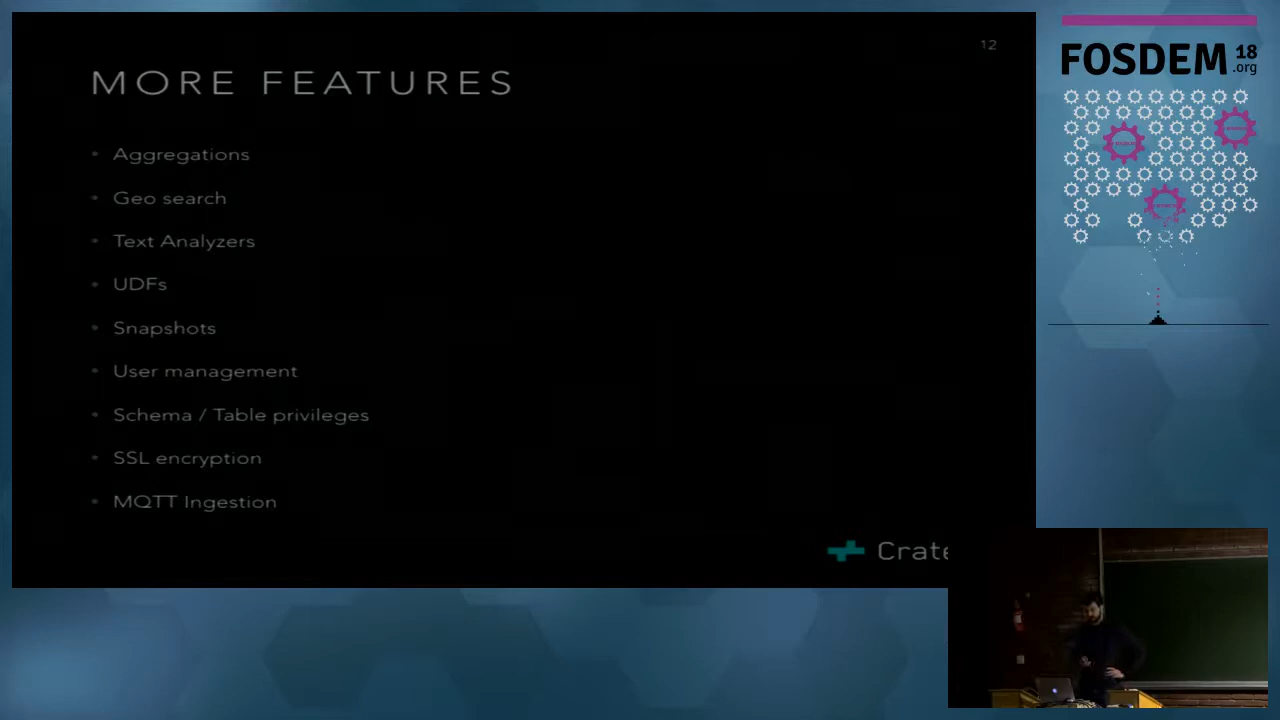 12
MORE FEATURES
• Aggregations
• Geo search
• Text Analyzers
• UDFs
• Snapshots
• User management
• Schema / Table privileges
• SSL encryption
• MQTT Ingestion
Crate
FOSDEM 18
.org